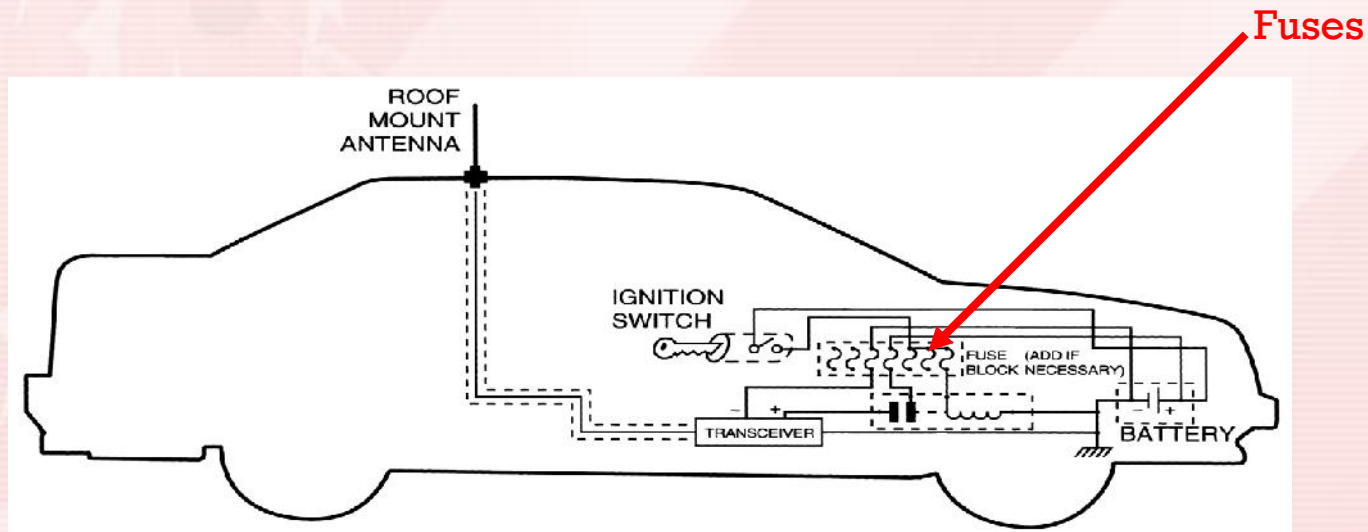 Fuses
ROOF
MOUNT
ANTENNA
IGNITION
SWITCH
FUSE (ADD IF
BLOCK NECESSARY)
- +
TRANSCEIVER
- +
BATTERY